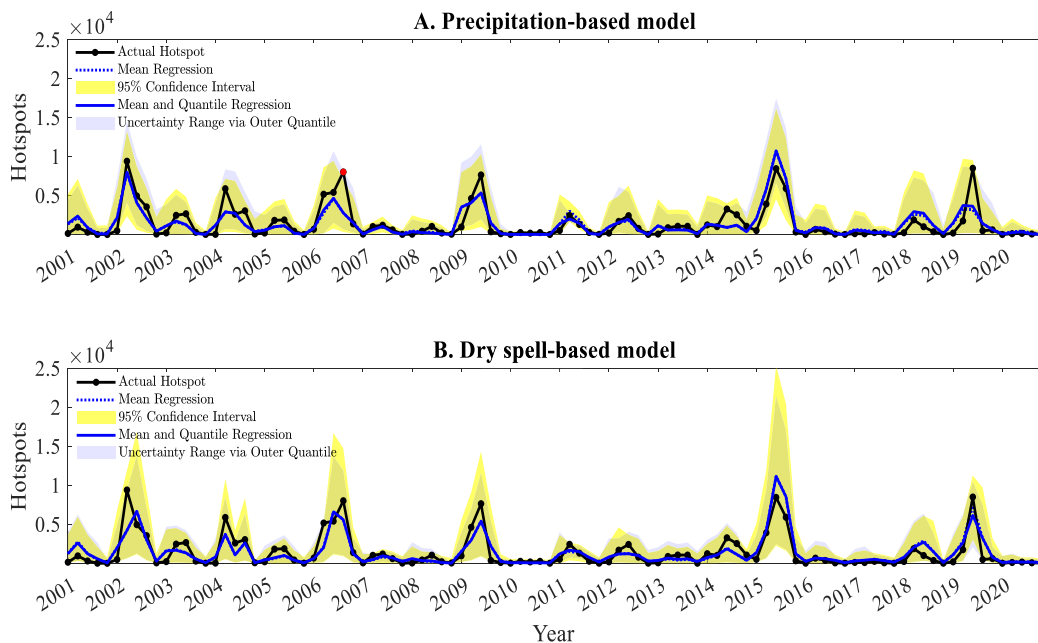 A. Precipitation-based model
×10⁴
2.5
2
1.5
1
0.5
Hotspots
Actual Hotspot
Mean Regression
95% Confidence Interval
Mean and Quantile Regression
Uncertainty Range via Outer Quantile
2001 2002 2003 2004 2005 2006 2007 2008 2009 2010 2011 2012 2013 2014 2015 2016 2017 2018 2019 2020
B. Dry spell-based model
×10⁴
2.5
2
1.5
1
0.5
Hotspots
Actual Hotspot
Mean Regression
95% Confidence Interval
Mean and Quantile Regression
Uncertainty Range via Outer Quantile
2001 2002 2003 2004 2005 2006 2007 2008 2009 2010 2011 2012 2013 2014 2015 2016 2017 2018 2019 2020
Year